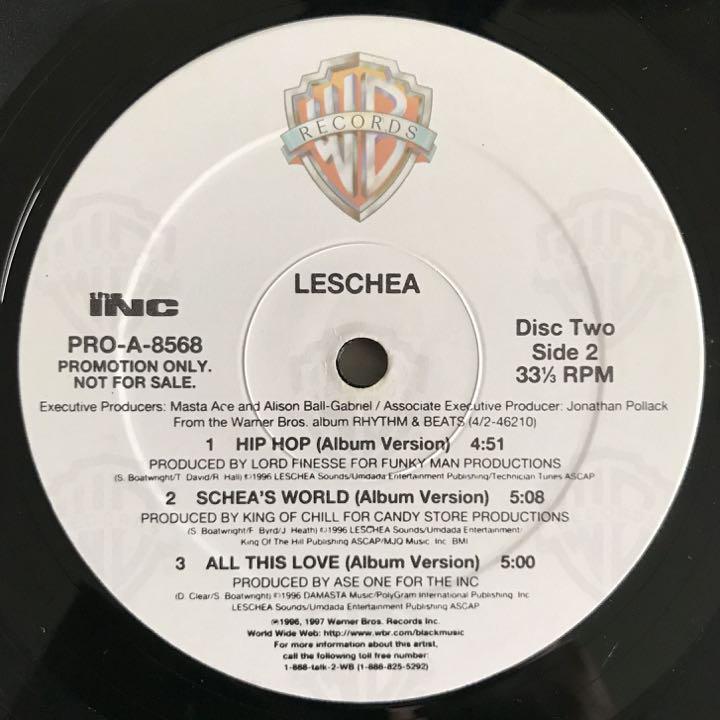 RECORDS
LESCHEA
the INC
PRO-A-8568
PROMOTION ONLY.
NOT FOR SALE.
Disc Two
Side 2
33⅓ RPM
Executive Producers: Masta Ace and Alison Ball-Gabriel / Associate Executive Producer: Jonathan Pollack
From the Warner Bros. album RHYTHM & BEATS (4/2-46210)
1 HIP HOP (Album Version) 4:51
PRODUCED BY LORD FINESSE FOR FUNKY MAN PRODUCTIONS
(S. Boatwright/T. David/R. Hall) ℗1996 LESCHEA Sounds/Umdada Entertainment Publishing/Technician Tunes ASCAP
2 SCHEA'S WORLD (Album Version) 5:08
PRODUCED BY KING OF CHILL FOR CANDY STORE PRODUCTIONS
(S. Boatwright/F. Byrd/J. Heath) ©1996 LESCHEA Sounds/Umdada Entertainment/
King Of The Hill Publishing ASCAP/MJQ Music. Inc. BMI
3 ALL THIS LOVE (Album Version) 5:00
PRODUCED BY ASE ONE FOR THE INC
(D. Clear/S. Boatwright) ©1996 DAMASTA Music/PolyGram International Publishing. Inc.
LESCHEA Sounds/Umdada Entertainment Publishing ASCAP
℗1996, 1997 Warner Bros. Records Inc.
World Wide Web: http://www.wbr.com/blackmusic
For more information about this artist,
call the following toll free number:
1-888-talk-2-WB (1-888-825-5292)